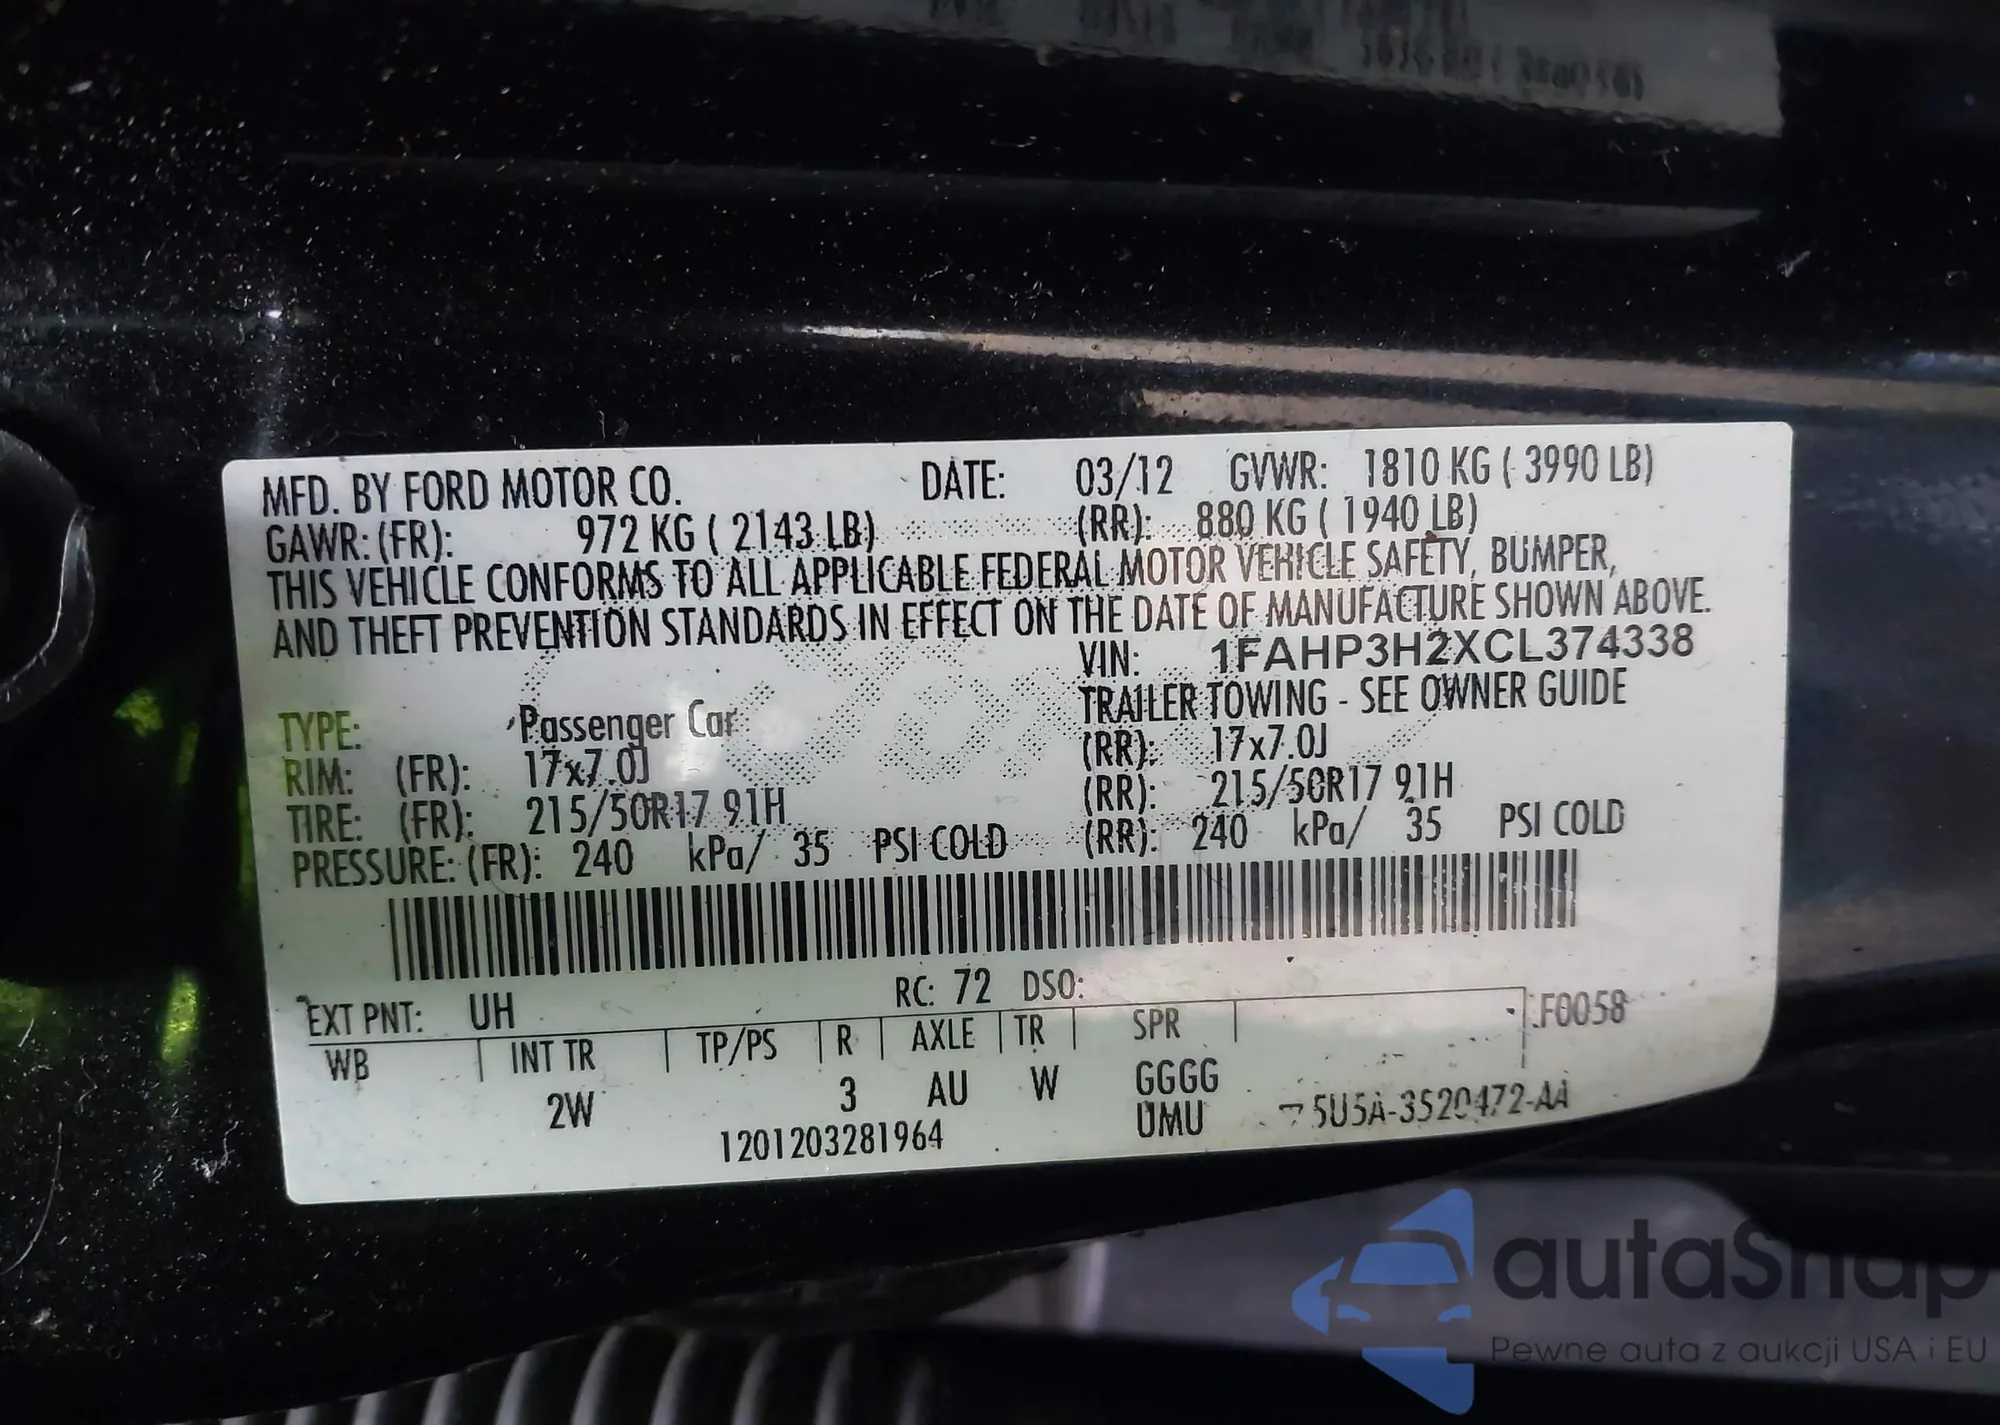 MFD. BY FORD MOTOR CO. DATE: 03/12 GVWR: 1810 KG ( 3990 LB)
GAWR: (FR): 972 KG ( 2143 LB) (RR): 880 KG ( 1940 LB)
THIS VEHICLE CONFORMS TO ALL APPLICABLE FEDERAL MOTOR VEHICLE SAFETY, BUMPER,
AND THEFT PREVENTION STANDARDS IN EFFECT ON THE DATE OF MANUFACTURE SHOWN ABOVE.
VIN: 1FAHP3H2XCL374338
TRAILER TOWING - SEE OWNER GUIDE
TYPE: Passenger Car
RIM: (FR): 17x7.0J (RR): 17x7.0J
TIRE: (FR): 215/50R17 91H (RR): 215/50R17 91H
PRESSURE: (FR): 240 kPa/ 35 PSI COLD (RR): 240 kPa/ 35 PSI COLD
EXT PNT: UH RC: 72 DSO:
WB INT TR TP/PS R AXLE TR SPR F0058
2W 3 AU W GGGG
1201203281964 UMU 5U5A-3520472-AA
autaSnap
Pewne auta z aukcji USA i EU